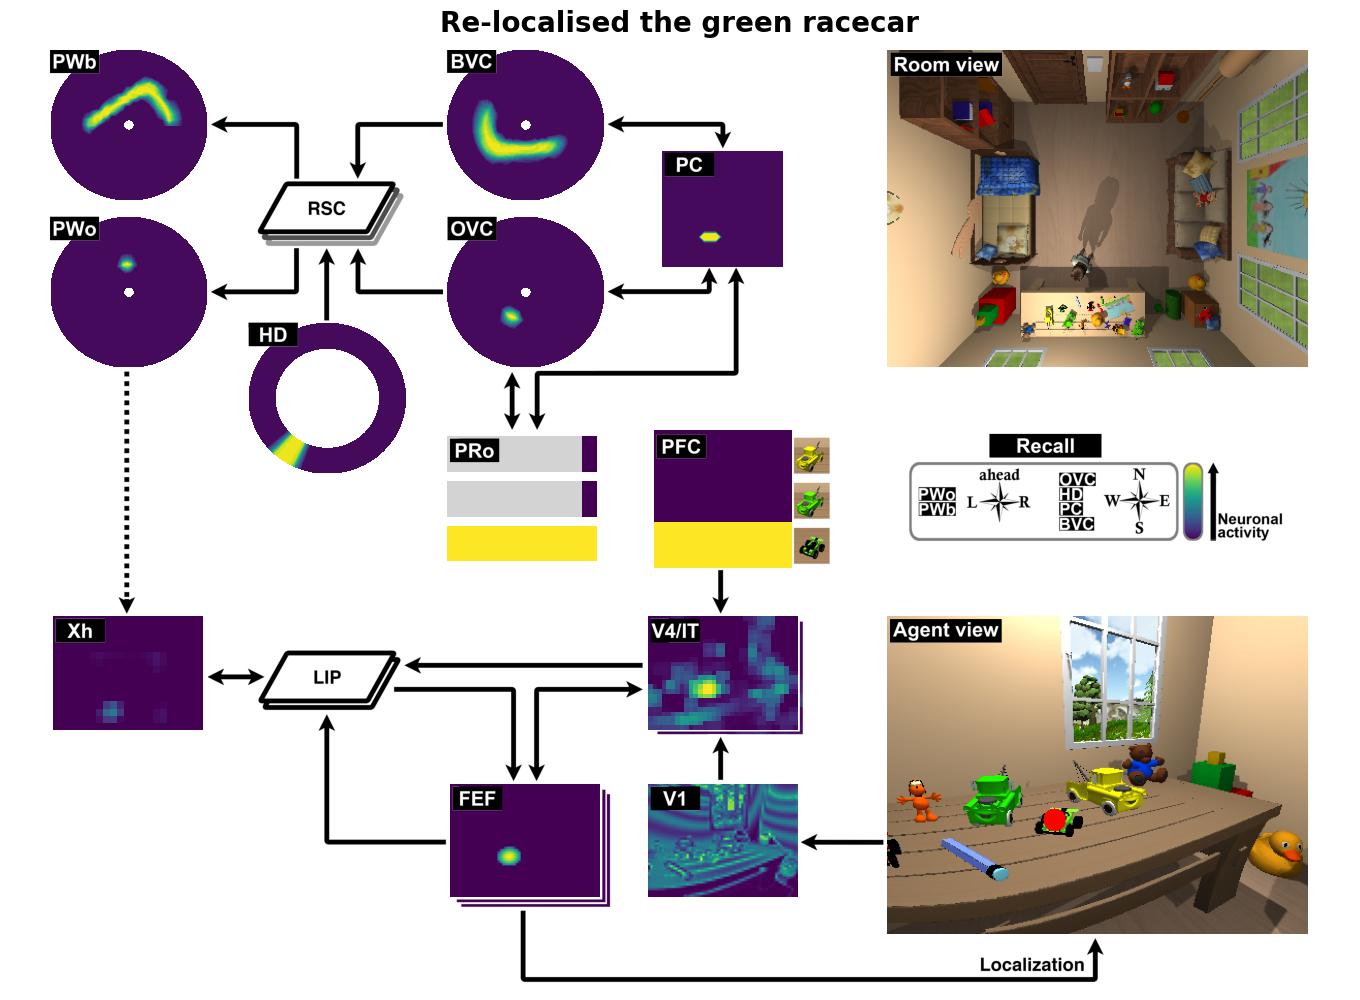 Re-localised the green racecar
PWb
BVC
Room view
PC
RSC
PWo
OVC
HD
PRo
PFC
Recall
ahead
OVC
N
PWo
L
R
HD
W
E
PWb
PC
BVC
S
Neuronal
activity
Xh
V4/IT
Agent view
LIP
FEF
V1
Localization